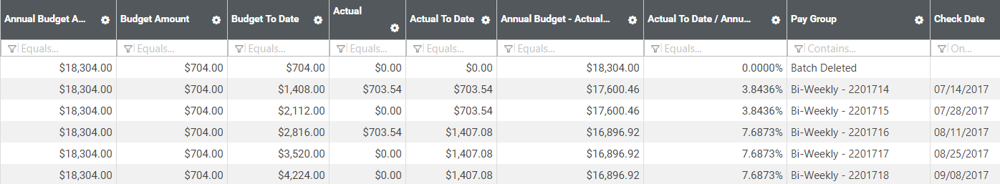 Annual Budget A... Budget Amount Budget To Date Actual Actual To Date Annual Budget - Actual... Actual To Date / Annu... Pay Group Check Date
Equals... Equals... Equals... Equals... Equals... Equals... Equals... Contains... On...
$18,304.00 $704.00 $704.00 $0.00 $0.00 $18,304.00 0.0000% Batch Deleted
$18,304.00 $704.00 $1,408.00 $703.54 $703.54 $17,600.46 3.8436% Bi-Weekly - 2201714 07/14/2017
$18,304.00 $704.00 $2,112.00 $0.00 $703.54 $17,600.46 3.8436% Bi-Weekly - 2201715 07/28/2017
$18,304.00 $704.00 $2,816.00 $703.54 $1,407.08 $16,896.92 7.6873% Bi-Weekly - 2201716 08/11/2017
$18,304.00 $704.00 $3,520.00 $0.00 $1,407.08 $16,896.92 7.6873% Bi-Weekly - 2201717 08/25/2017
$18,304.00 $704.00 $4,224.00 $0.00 $1,407.08 $16,896.92 7.6873% Bi-Weekly - 2201718 09/08/2017